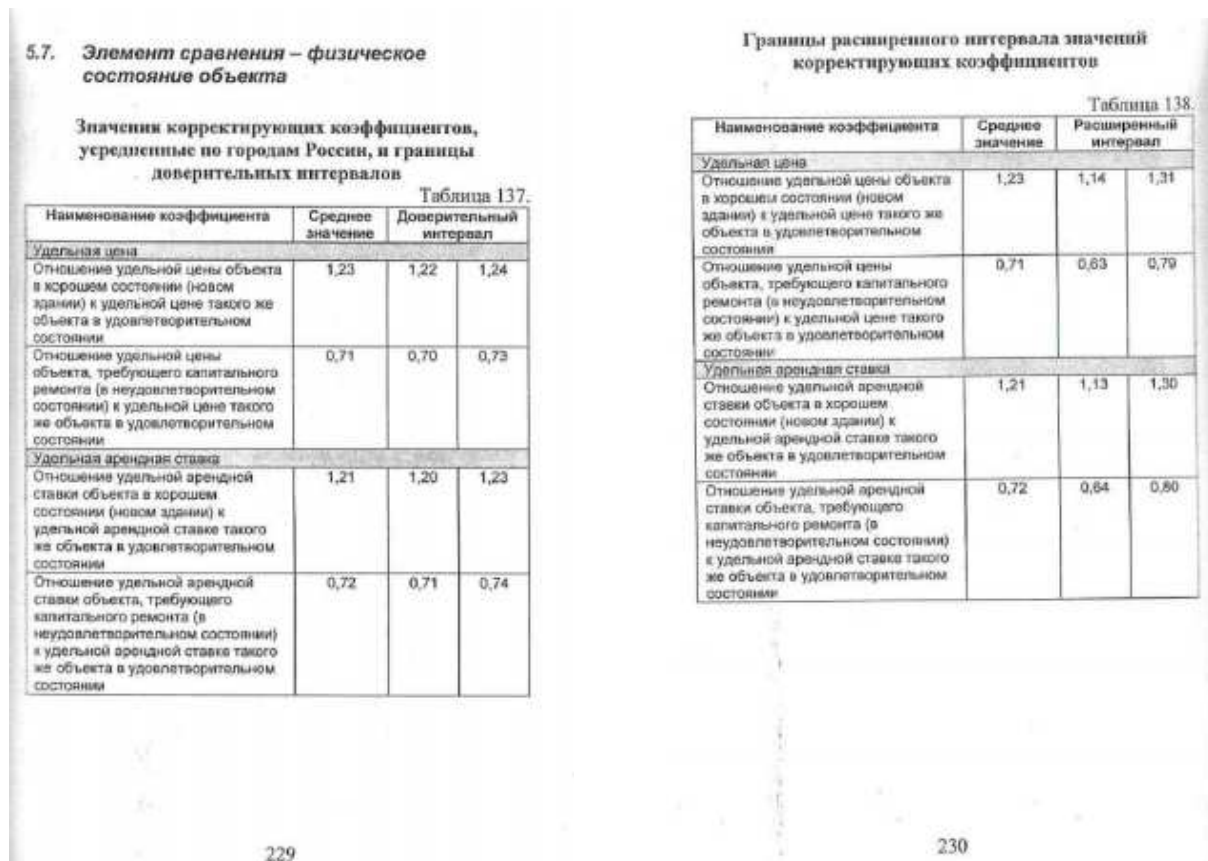 5.7. Элемент сравнения – физическое
состояние объекта
Значения корректирующих коэффициентов,
усредненные по городам России, и границы
доверительных интервалов
Таблица 137.
Наименование коэффициента Среднее Доверительный
значение интервал
Удельная цена
Отношение удельной цены объекта 1,23 1,22 1,24
в хорошем состоянии (новом
здании) к удельной цене такого же
объекта в удовлетворительном
состоянии
Отношение удельной цены 0,71 0,70 0,73
объекта, требующего капитального
ремонта (в неудовлетворительном
состоянии) к удельной цене такого
же объекта в удовлетворительном
состоянии
Удельная арендная ставка
Отношение удельной арендной 1,21 1,20 1,23
ставки объекта в хорошем
состоянии (новом здании) к
удельной арендной ставке такого
же объекта в удовлетворительном
состоянии
Отношение удельной арендной 0,72 0,71 0,74
ставки объекта, требующего
капитального ремонта (в
неудовлетворительном состоянии)
к удельной арендной ставке такого
же объекта в удовлетворительном
состоянии
229
Границы расширенного интервала значений
корректирующих коэффициентов
Таблица 138.
Наименование коэффициента Среднее Расширенный
значение интервал
Удельная цена
Отношение удельной цены объекта 1,23 1,14 1,31
в хорошем состоянии (новом
здании) к удельной цене такого же
объекта в удовлетворительном
состоянии
Отношение удельной цены 0,71 0,63 0,79
объекта, требующего капитального
ремонта (в неудовлетворительном
состоянии) к удельной цене такого
же объекта в удовлетворительном
состоянии
Удельная арендная ставка
Отношение удельной арендной 1,21 1,13 1,30
ставки объекта в хорошем
состоянии (новом здании) к
удельной арендной ставке такого
же объекта в удовлетворительном
состоянии
Отношение удельной арендной 0,72 0,64 0,80
ставки объекта, требующего
капитального ремонта (в
неудовлетворительном состоянии)
к удельной арендной ставке такого
же объекта в удовлетворительном
состоянии
230